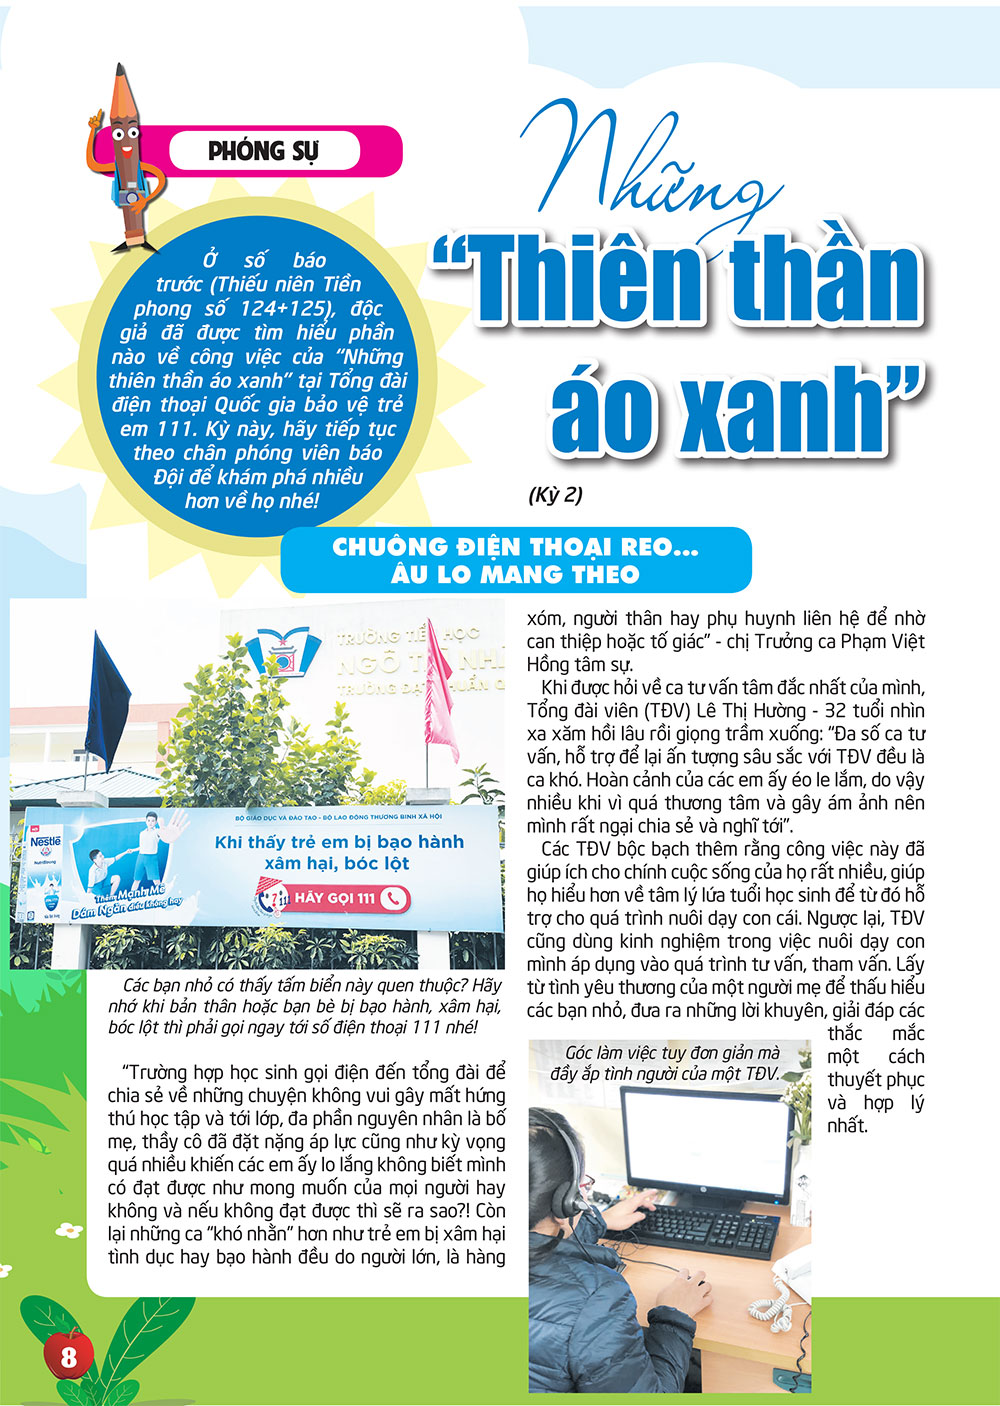 PHÓNG SỰ
Những
“Thiên thần
áo xanh”
(Kỳ 2)
Ở số báo
trước (Thiếu niên Tiền
phong số 124+125), độc
giả đã được tìm hiểu phần
nào về công việc của “Những
thiên thần áo xanh” tại Tổng đài
điện thoại Quốc gia bảo vệ trẻ
em 111. Kỳ này, hãy tiếp tục
theo chân phóng viên báo
Đội để khám phá nhiều
hơn về họ nhé!
CHUÔNG ĐIỆN THOẠI REO...
ÂU LO MANG THEO
TRƯỜNG TIỂU HỌC
NGÔ THÌ NHẬ
TRƯỜNG ĐẠT CHUẨN
BỘ GIÁO DỤC VÀ ĐÀO TẠO - BỘ LAO ĐỘNG THƯƠNG BINH XÃ HỘI
Khi thấy trẻ em bị bạo hành
xâm hại, bóc lột
HÃY GỌI 111
Nestlé
Thêm Mạnh Mẽ
Dám Ngăn điều không hay
Các bạn nhỏ có thấy tấm biển này quen thuộc? Hãy
nhớ khi bản thân hoặc bạn bè bị bạo hành, xâm hại,
bóc lột thì phải gọi ngay tới số điện thoại 111 nhé!
“Trường hợp học sinh gọi điện đến tổng đài để
chia sẻ về những chuyện không vui gây mất hứng
thú học tập và tới lớp, đa phần nguyên nhân là bố
mẹ, thầy cô đã đặt nặng áp lực cũng như kỳ vọng
quá nhiều khiến các em ấy lo lắng không biết mình
có đạt được như mong muốn của mọi người hay
không và nếu không đạt được thì sẽ ra sao?! Còn
lại những ca “khó nhằn” hơn như trẻ em bị xâm hại
tình dục hay bạo hành đều do người lớn, là hàng
xóm, người thân hay phụ huynh liên hệ để nhờ
can thiệp hoặc tố giác” - chị Trưởng ca Phạm Việt
Hồng tâm sự.
Khi được hỏi về ca tư vấn tâm đắc nhất của mình,
Tổng đài viên (TĐV) Lê Thị Hường - 32 tuổi nhìn
xa xăm hồi lâu rồi giọng trầm xuống: “Đa số ca tư
vấn, hỗ trợ để lại ấn tượng sâu sắc với TĐV đều là
ca khó. Hoàn cảnh của các em ấy éo le lắm, do vậy
nhiều khi vì quá thương tâm và gây ám ảnh nên
mình rất ngại chia sẻ và nghĩ tới”.
Các TĐV bộc bạch thêm rằng công việc này đã
giúp ích cho chính cuộc sống của họ rất nhiều, giúp
họ hiểu hơn về tâm lý lứa tuổi học sinh để từ đó hỗ
trợ cho quá trình nuôi dạy con cái. Ngược lại, TĐV
cũng dùng kinh nghiệm trong việc nuôi dạy con
mình áp dụng vào quá trình tư vấn, tham vấn. Lấy
từ tình yêu thương của một người mẹ để thấu hiểu
các bạn nhỏ, đưa ra những lời khuyên, giải đáp các
thắc mắc
một cách
thuyết phục
và hợp lý
nhất.
Góc làm việc tuy đơn giản mà
đầy ắp tình người của một TĐV.
8